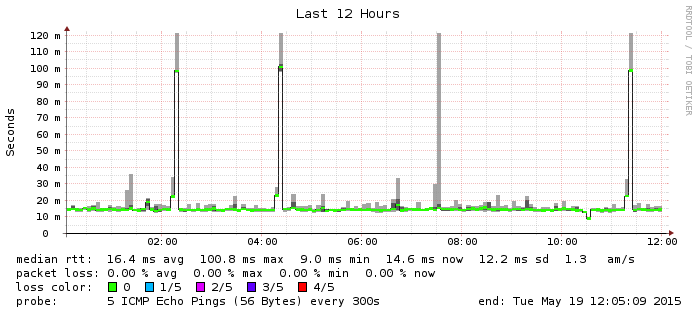 Last 12 Hours
RRDTOOL / TOBI OETIKER
Seconds
120 m
110 m
100 m
90 m
80 m
70 m
60 m
50 m
40 m
30 m
20 m
10 m
0
02:00 04:00 06:00 08:00 10:00 12:00
median rtt: 16.4 ms avg 100.8 ms max 9.0 ms min 14.6 ms now 12.2 ms sd 1.3 am/s
packet loss: 0.00 % avg 0.00 % max 0.00 % min 0.00 % now
loss color: 0 1/5 2/5 3/5 4/5
probe: 5 ICMP Echo Pings (56 Bytes) every 300s end: Tue May 19 12:05:09 2015